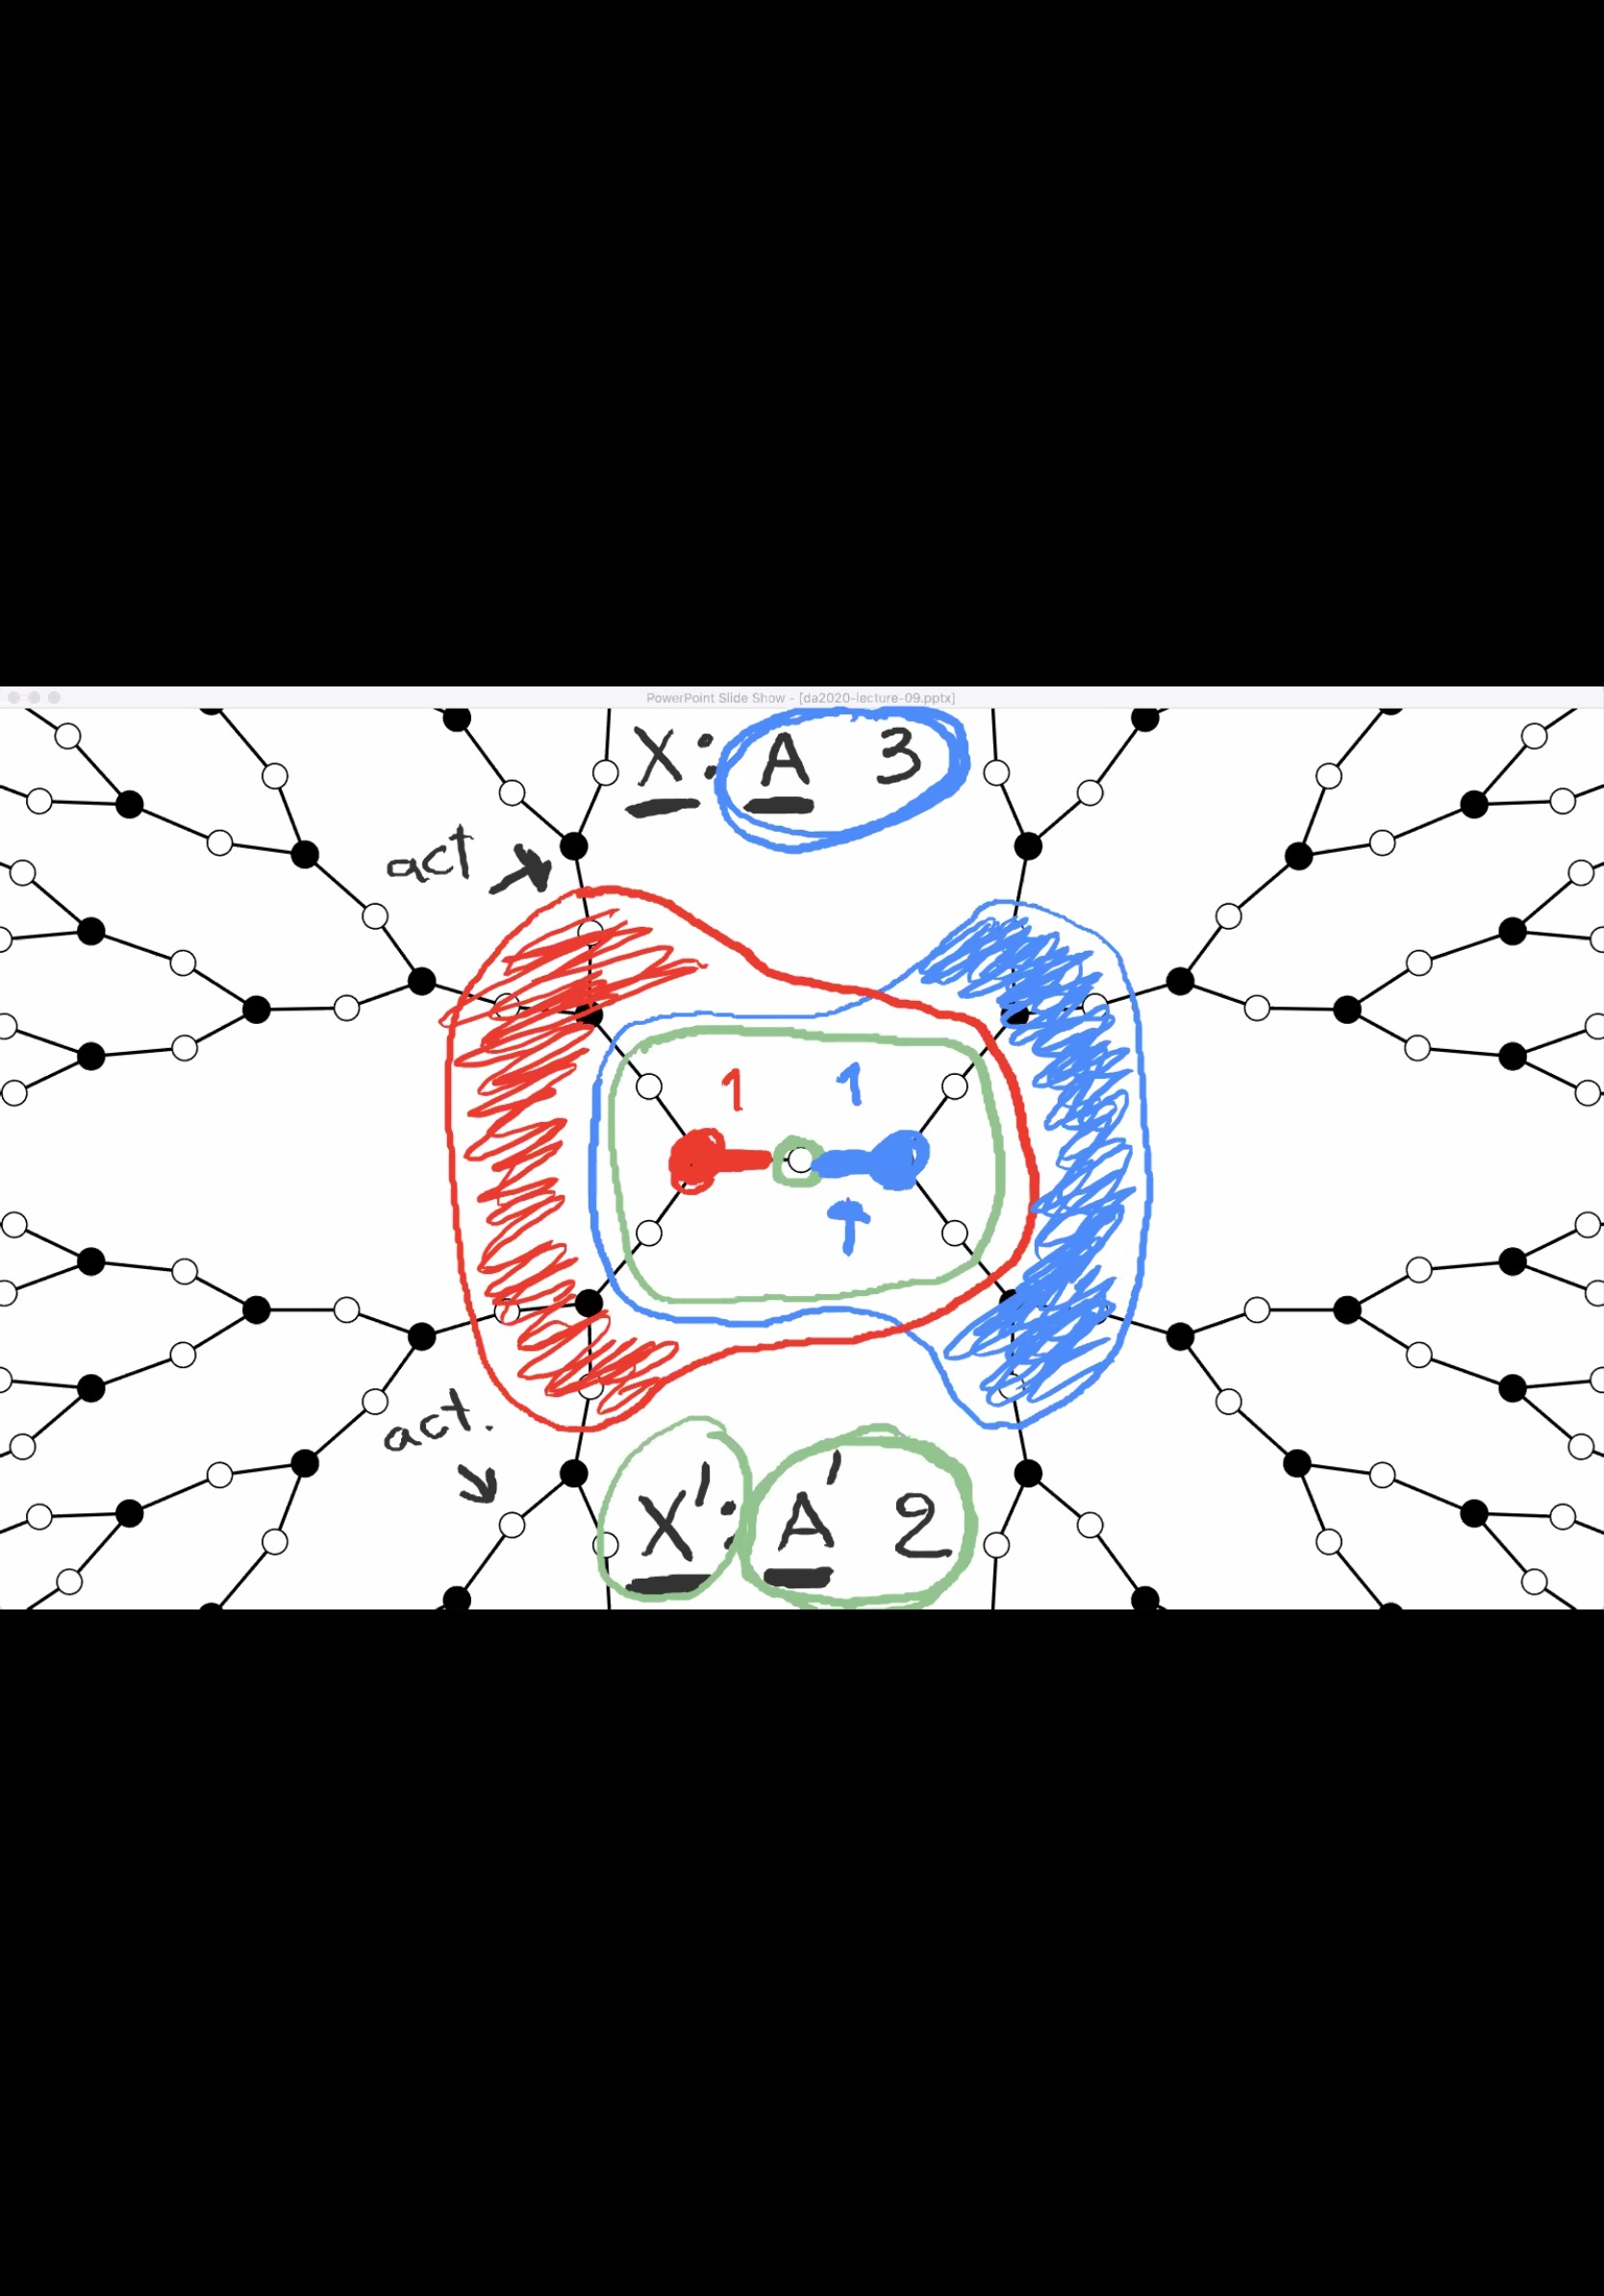 PowerPoint Slide Show - [da2020-lecture-09.pptx]
X: A 3
act
1 1
act.
X': A' 2